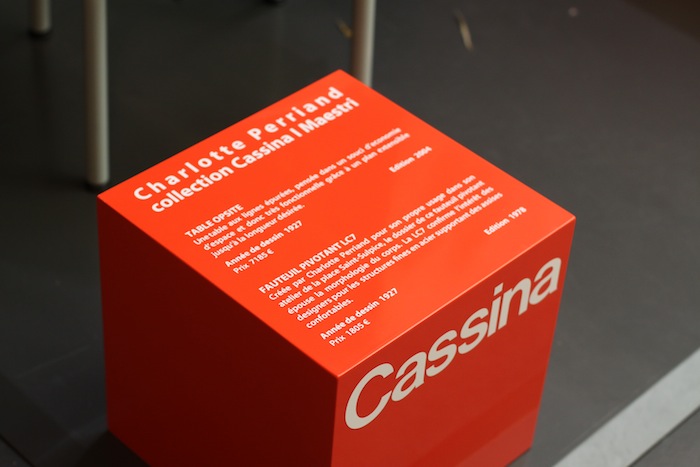 Charlotte Perriand
collection Cassina I Maestri
TABLE OPSITE
Une table aux lignes épurées, pensée dans un souci d'économie
d'espace et donc très fonctionnelle grâce à un plan extensible
jusqu'à la longueur désirée.
Année de dessin 1927
Edition 2004
Prix 7185 €
FAUTEUIL PIVOTANT LC7
Créée par Charlotte Perriand pour son propre usage dans son
atelier de la place Saint-Sulpice, le dossier de ce fauteuil pivotant
épouse la morphologie du corps. La LC7 confirme l'intérêt des
designers pour les structures fines en acier supportant des assises
confortables.
Année de dessin 1927
Edition 1978
Prix 1805 €
Cassina